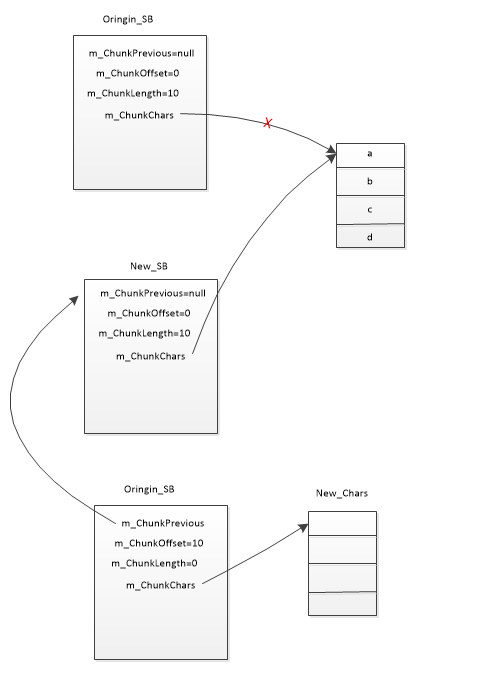 Oringin_SB
m_ChunkPrevious=null
m_ChunkOffset=0
m_ChunkLength=10
m_ChunkChars
a
b
c
d
New_SB
m_ChunkPrevious=null
m_ChunkOffset=0
m_ChunkLength=10
m_ChunkChars
Oringin_SB
m_ChunkPrevious
m_ChunkOffset=10
m_ChunkLength=0
m_ChunkChars
New_Chars